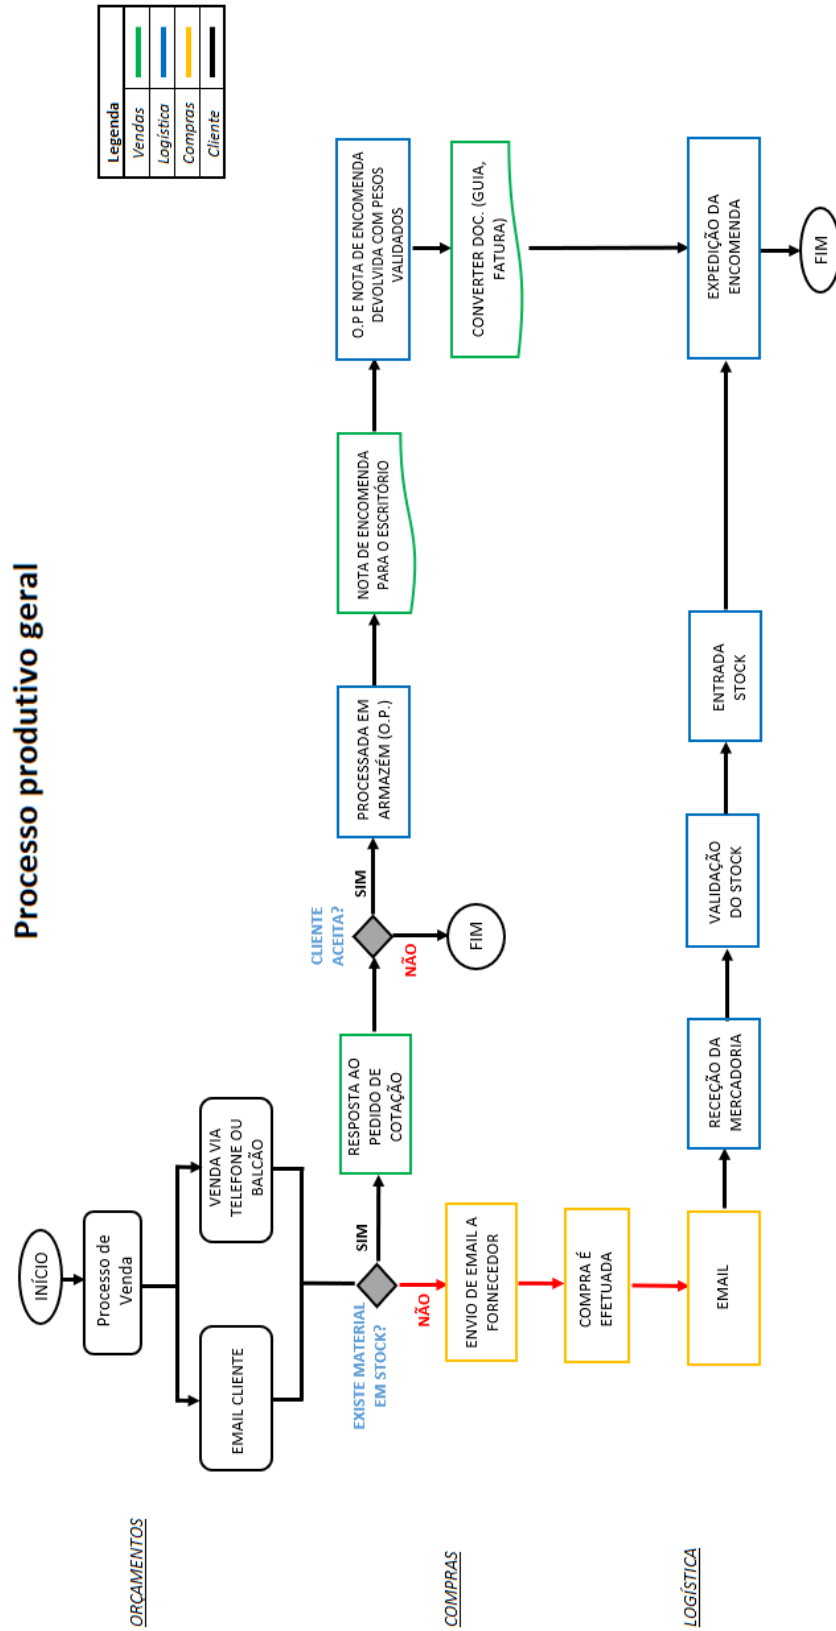 Processo produtivo geral
Legenda
Vendas
Logística
Compras
Cliente
ORÇAMENTOS
INÍCIO
Processo de
Venda
EMAIL CLIENTE
VENDA VIA
TELEFONE OU
BALCÃO
EXISTE MATERIAL
EM STOCK?
SIM
NÃO
RESPOSTA AO
PEDIDO DE
COTAÇÃO
CLIENTE
ACEITA?
SIM
NÃO
FIM
PROCESSADA EM
ARMAZÉM (O.P.)
NOTA DE ENCOMENDA
PARA O ESCRITÓRIO
O.P E NOTA DE ENCOMENDA
DEVOLVIDA COM PESOS
VALIDADOS
COMPRAS
ENVIO DE EMAIL A
FORNECEDOR
COMPRA É
EFETUADA
CONVERTER DOC. (GUIA,
FATURA)
LOGÍSTICA
EMAIL
RECEÇÃO DA
MERCADORIA
VALIDAÇÃO
DO STOCK
ENTRADA
STOCK
EXPEDIÇÃO DA
ENCOMENDA
FIM